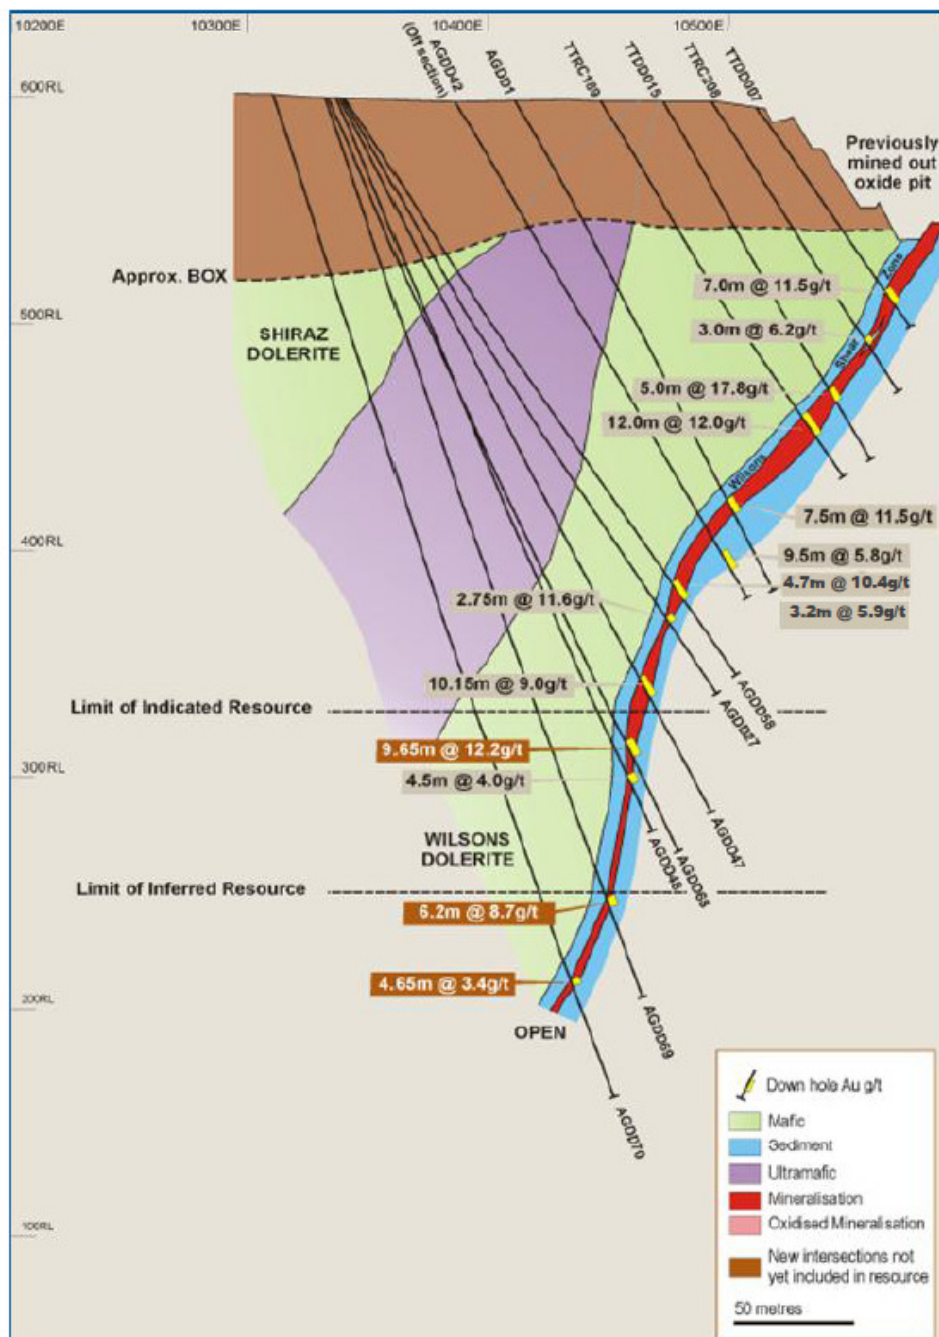 10200E
10300E
10400E
10500E
AGDD42
(Off section)
AGDD1
TTRC169
TTDD015
TTRC208
TTDD007
600RL
Previously
mined out
oxide pit
Approx. BOX
Zone
7.0m @ 11.5g/t
500RL
SHIRAZ
DOLERITE
3.0m @ 6.2g/t
Shear
5.0m @ 17.8g/t
12.0m @ 12.0g/t
Wilsons
7.5m @ 11.5g/t
400RL
9.5m @ 5.8g/t
4.7m @ 10.4g/t
2.75m @ 11.6g/t
3.2m @ 5.9g/t
10.15m @ 9.0g/t
AGDD58
Limit of Indicated Resource
AGDD27
9.65m @ 12.2g/t
300RL
4.5m @ 4.0g/t
WILSONS
DOLERITE
AGDD47
Limit of Inferred Resource
6.2m @ 8.7g/t
4.65m @ 3.4g/t
200RL
OPEN
AGDD69
AGDD70
Down hole Au g/t
Mafic
Sediment
Ultramafic
Mineralisation
Oxidised Mineralisation
New intersections not
yet included in resource
100RL
50 metres